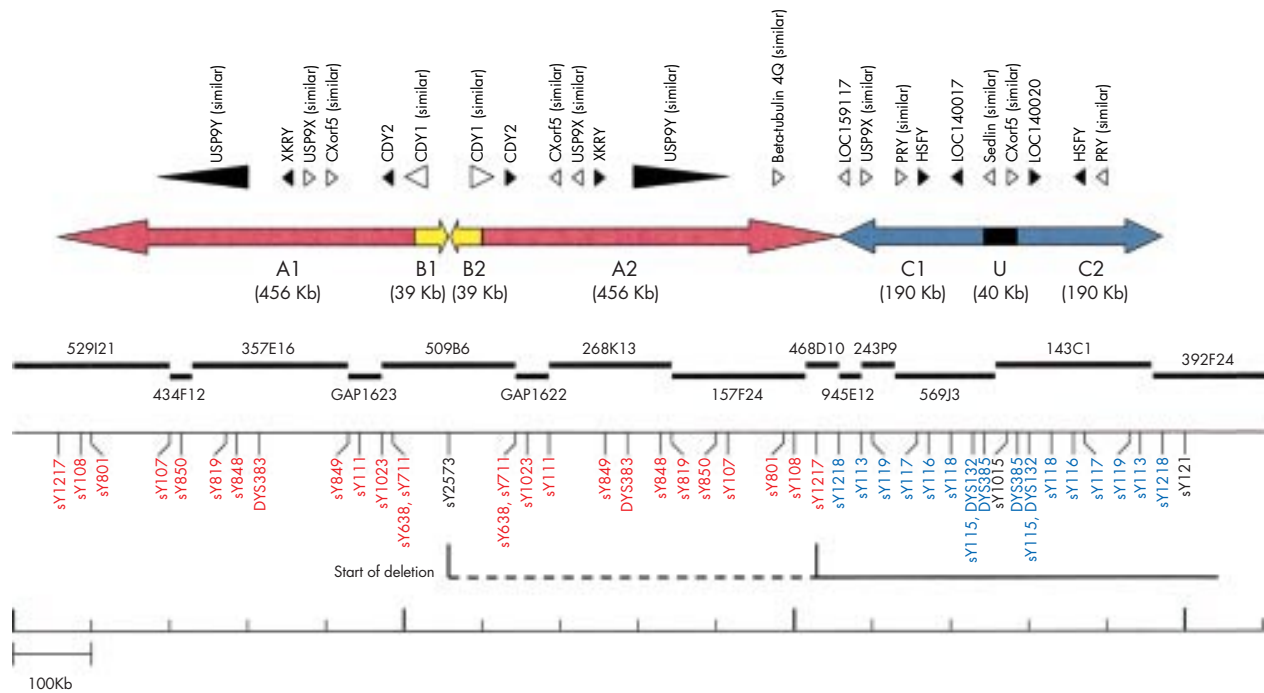 USP9Y (similar)
XKRY
USP9X (similar)
CXorf5 (similar)
CDY2
CDY1 (similar)
CDY1 (similar)
CDY2
CXorf5 (similar)
USP9X (similar)
XKRY
USP9Y (similar)
Beta-tubulin 4Q (similar)
LOC159117
USP9X (similar)
PRY (similar)
HSFY
LOC140017
Sedlin (similar)
CXorf5 (similar)
LOC140020
HSFY
PRY (similar)
A1 B1 B2 A2 C1 U C2
(456 Kb) (39 Kb) (39 Kb) (456 Kb) (190 Kb) (40 Kb) (190 Kb)
529I21 357E16 509B6 268K13 468D10 243P9 143C1 392F24
434F12 GAP1623 GAP1622 157F24 945E12 569J3
sY1217
sY108
sY801
sY107
sY850
sY819
sY848
DYS383
sY849
sY111
sY1023
sY638, sY711
sY2573
sY638, sY711
sY1023
sY111
sY849
DYS383
sY848
sY819
sY850
sY107
sY801
sY108
sY1217
sY1218
sY113
sY119
sY117
sY116
sY118
sY115, DYS132
DYS385
sY1015
DYS385
sY115, DYS132
sY118
sY116
sY117
sY119
sY113
sY1218
sY121
Start of deletion
100Kb